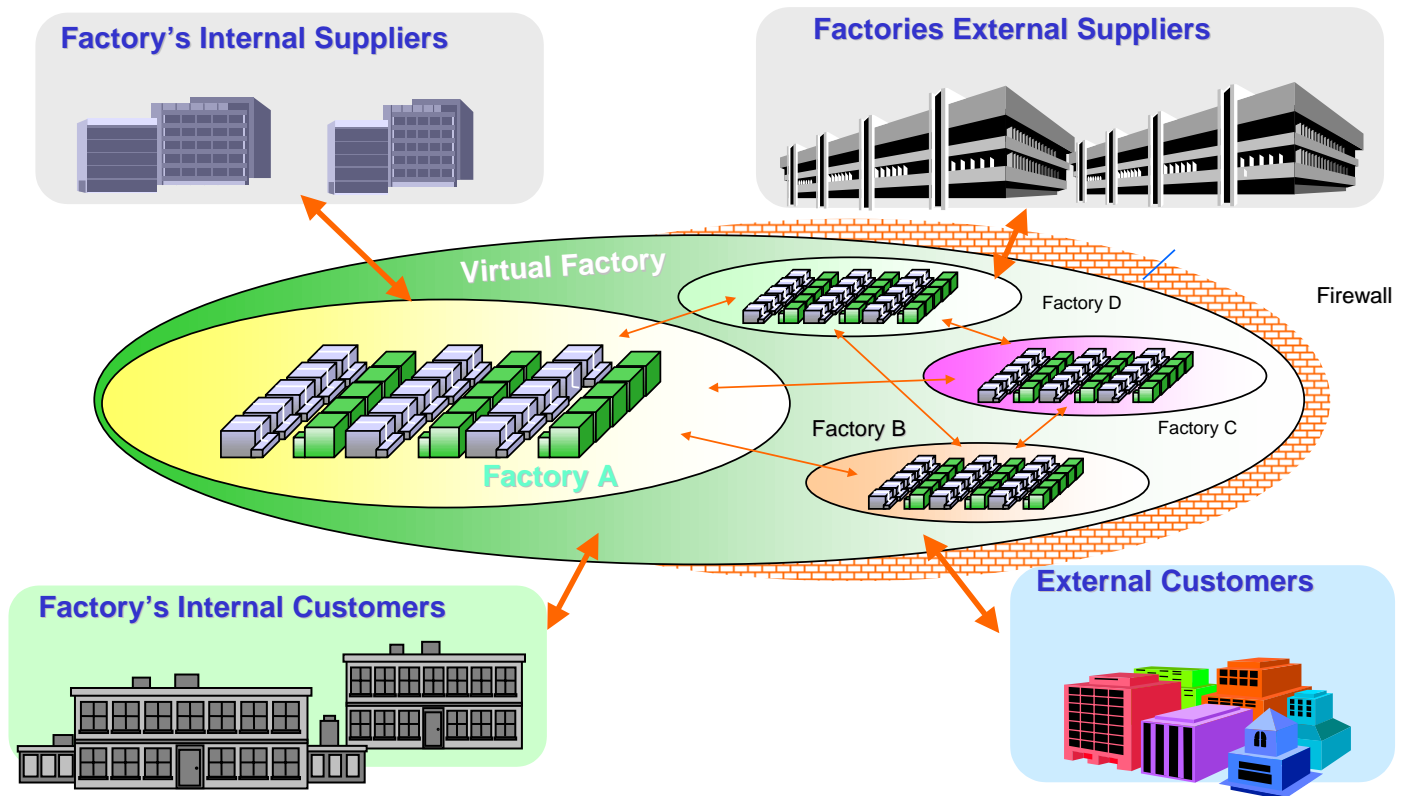 Factory's Internal Suppliers
Factories External Suppliers
Virtual Factory
Factory D
Firewall
Factory B
Factory C
Factory A
Factory's Internal Customers
External Customers